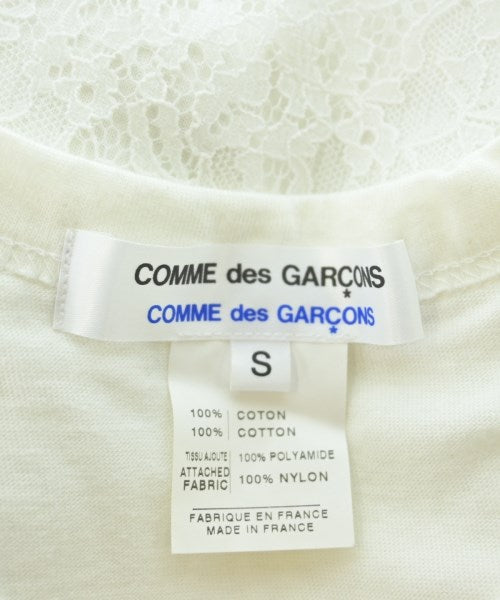 COMME des GARÇONS
COMME des GARÇONS
S
100% COTON
100% COTTON
TISSU AJOUTE 100% POLYAMIDE
ATTACHED FABRIC 100% NYLON
FABRIQUE EN FRANCE
MADE IN FRANCE